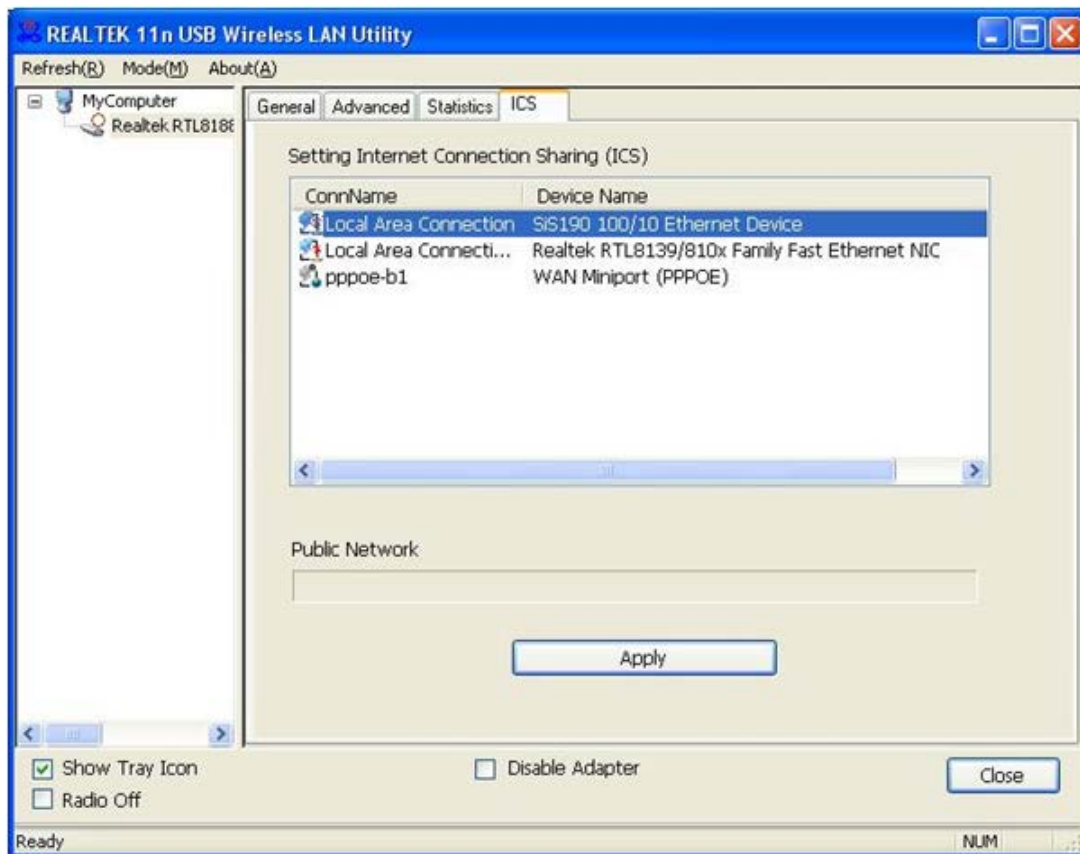 REALTEK 11n USB Wireless LAN Utility
Refresh(R) Mode(M) About(A)
MyComputer
Realtek RTL8188
General Advanced Statistics ICS
Setting Internet Connection Sharing (ICS)
ConnName Device Name
Local Area Connection SiS190 100/10 Ethernet Device
Local Area Connecti... Realtek RTL8139/810x Family Fast Ethernet NIC
pppoe-b1 WAN Miniport (PPPOE)
Public Network
Apply
Show Tray Icon Disable Adapter Close
Radio Off
Ready NUM